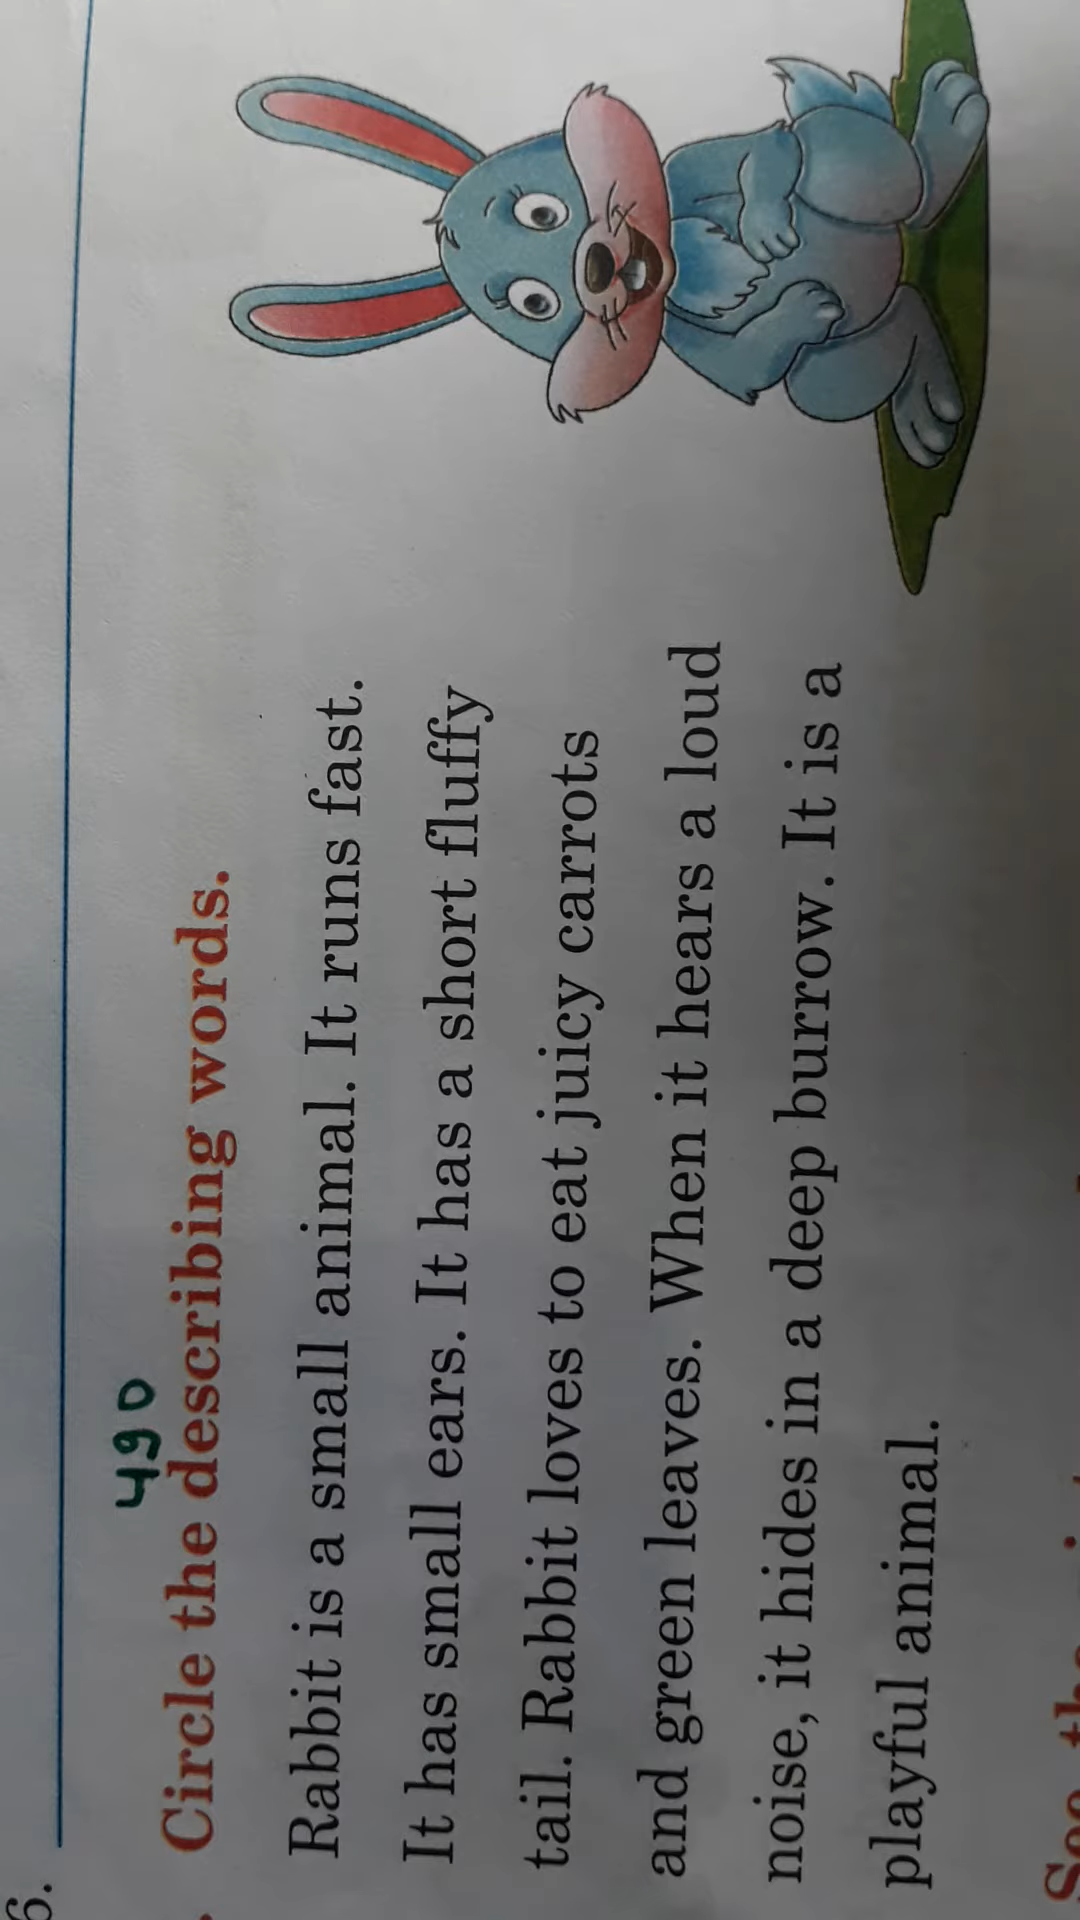 6.
490
Circle the describing words.
Rabbit is a small animal. It runs fast.
It has small ears. It has a short fluffy
tail. Rabbit loves to eat juicy carrots
and green leaves. When it hears a loud
noise, it hides in a deep burrow. It is a
playful animal.